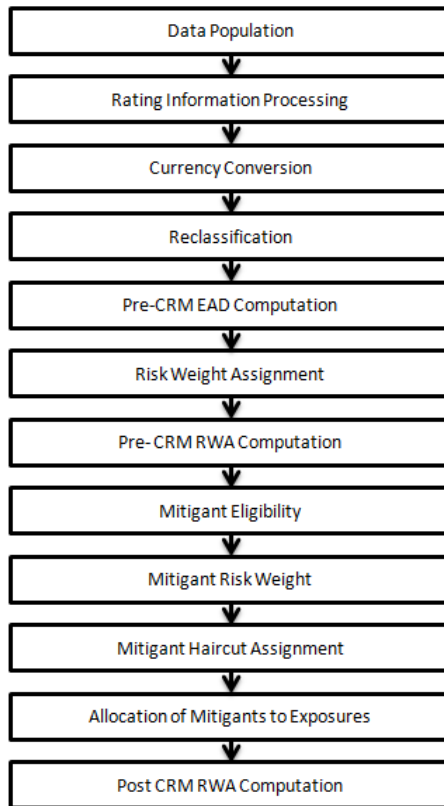 Data Population
Rating Information Processing
Currency Conversion
Reclassification
Pre-CRM EAD Computation
Risk Weight Assignment
Pre- CRM RWA Computation
Mitigant Eligibility
Mitigant Risk Weight
Mitigant Haircut Assignment
Allocation of Mitigants to Exposures
Post CRM RWA Computation